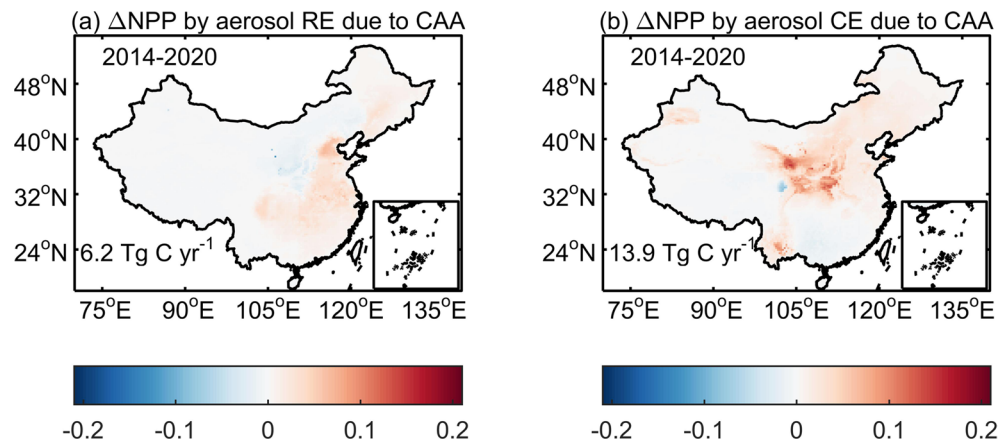 (a) ΔNPP by aerosol RE due to CAA
2014-2020
48°N
40°N
32°N
24°N
6.2 Tg C yr⁻¹
75°E 90°E 105°E 120°E 135°E
-0.2 -0.1 0 0.1 0.2
(b) ΔNPP by aerosol CE due to CAA
2014-2020
48°N
40°N
32°N
24°N
13.9 Tg C yr⁻¹
75°E 90°E 105°E 120°E 135°E
-0.2 -0.1 0 0.1 0.2